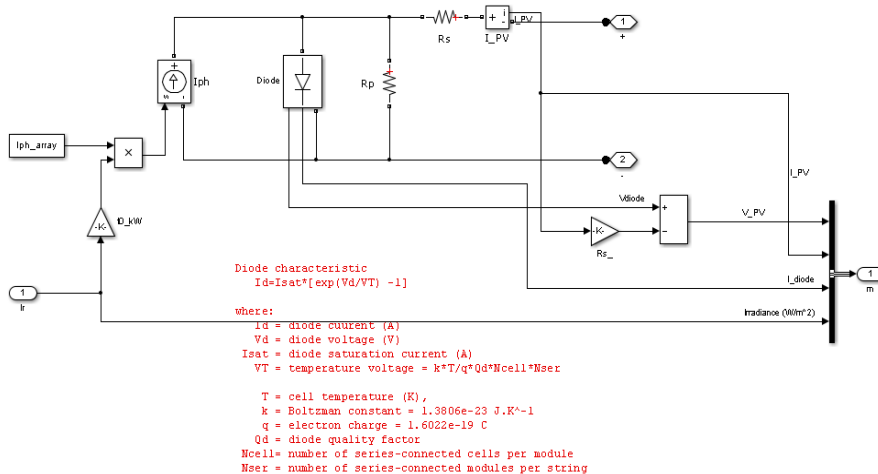 Rs
I_PV
i
+
-
I_PV
1
+
Iph
Diode
Rp
Iph_array
×
2
-
I_PV
Vdiode
+
−
V_PV
-K-
to_kW
-K-
Rs_
1
m
Diode characteristic
Id=Isat*[exp(Vd/VT) -1]
I_diode
1
Ir
where:
Irradiance (W/m^2)
Id = diode cuurent (A)
Vd = diode voltage (V)
Isat = diode saturation current (A)
VT = temperature voltage = k*T/q*Qd*Ncell*Nser
T = cell temperature (K),
k = Boltzman constant = 1.3806e-23 J.K^-1
q = electron charge = 1.6022e-19 C
Qd = diode quality factor
Ncell= number of series-connected cells per module
Nser = number of series-connected modules per string